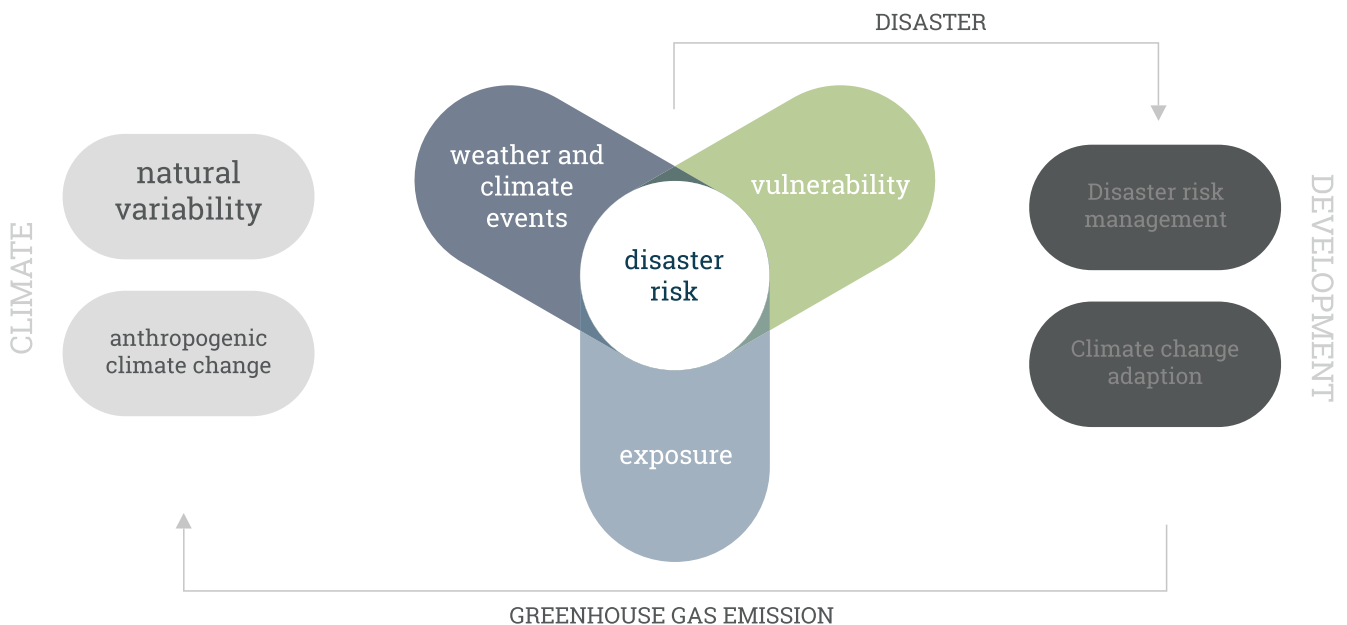 DISASTER
CLIMATE
natural
variability
anthropogenic
climate change
weather and
climate
events
vulnerability
disaster
risk
exposure
Disaster risk
management
Climate change
adaption
DEVELOPMENT
GREENHOUSE GAS EMISSION